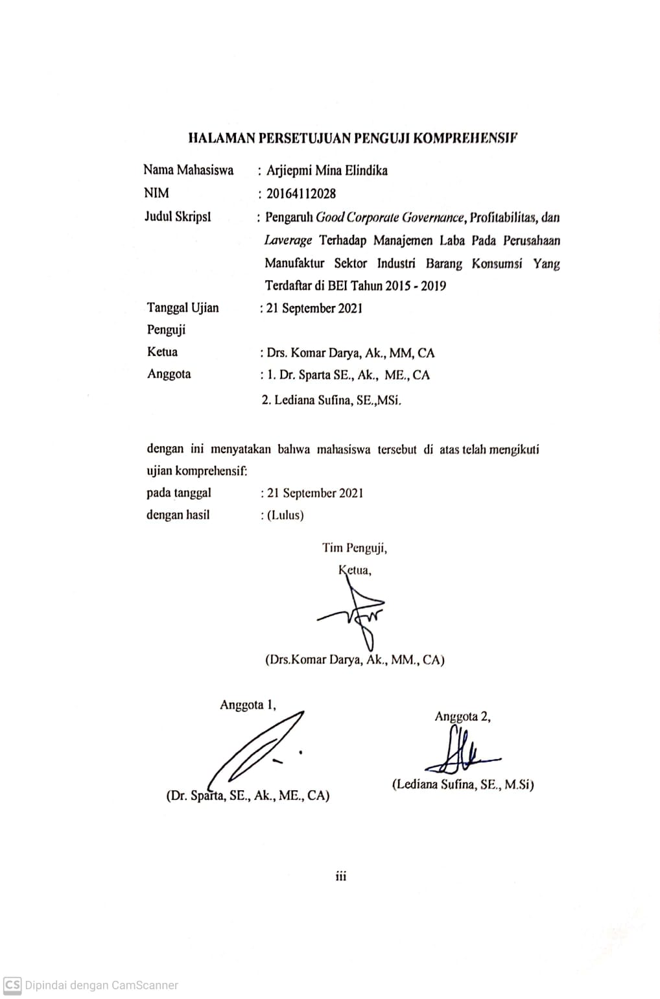 HALAMAN PERSETUJUAN PENGUJI KOMPREHENSIF
Nama Mahasiswa : Arjiepmi Mina Elindika
NIM : 20164112028
Judul Skripsi : Pengaruh Good Corporate Governance, Profitabilitas, dan
Laverage Terhadap Manajemen Laba Pada Perusahaan
Manufaktur Sektor Industri Barang Konsumsi Yang
Terdaftar di BEI Tahun 2015 - 2019
Tanggal Ujian : 21 September 2021
Penguji
Ketua : Drs. Komar Darya, Ak., MM, CA
Anggota : 1. Dr. Sparta SE., Ak., ME., CA
2. Lediana Sufina, SE.,MSi.
dengan ini menyatakan bahwa mahasiswa tersebut di atas telah mengikuti
ujian komprehensif:
pada tanggal : 21 September 2021
dengan hasil : (Lulus)
Tim Penguji,
Ketua,
(Drs.Komar Darya, Ak., MM., CA)
Anggota 1,
(Dr. Sparta, SE., Ak., ME., CA)
Anggota 2,
(Lediana Sufina, SE., M.Si)
iii
CS Dipindai dengan CamScanner